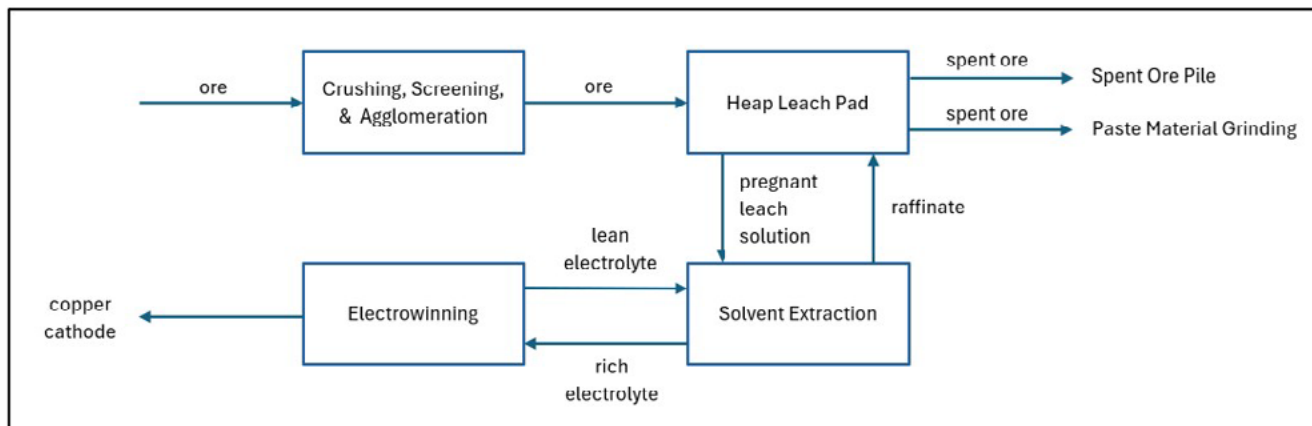 ore
Crushing, Screening,
& Agglomeration
ore
Heap Leach Pad
spent ore
Spent Ore Pile
spent ore
Paste Material Grinding
pregnant
leach
solution
raffinate
lean
electrolyte
copper
cathode
Electrowinning
Solvent Extraction
rich
electrolyte